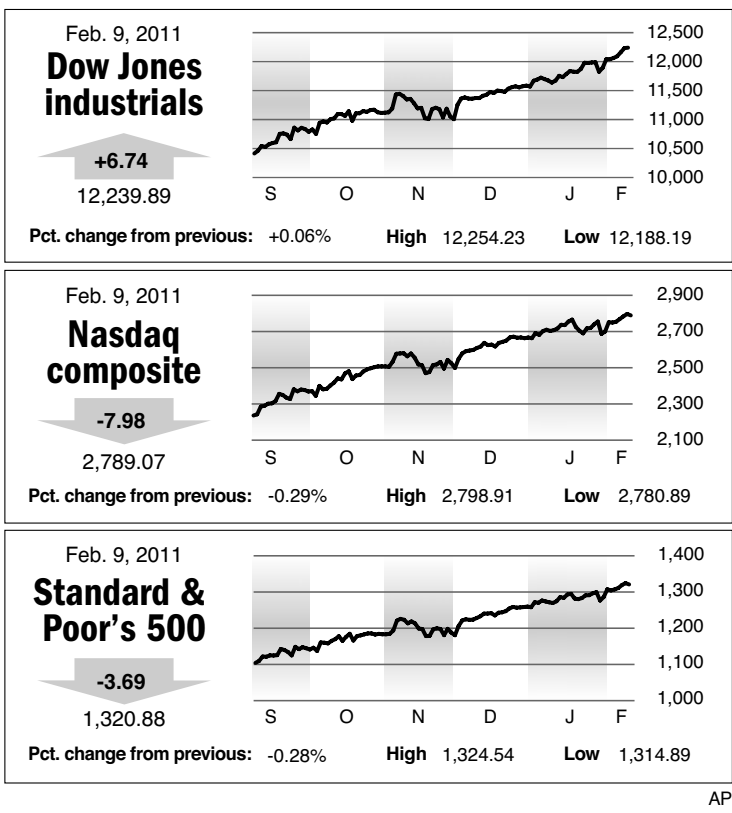 Feb. 9, 2011
Dow Jones
industrials
+6.74
12,239.89
12,500
12,000
11,500
11,000
10,500
10,000
S O N D J F
Pct. change from previous: +0.06% High 12,254.23 Low 12,188.19
Feb. 9, 2011
Nasdaq
composite
-7.98
2,789.07
2,900
2,700
2,500
2,300
2,100
S O N D J F
Pct. change from previous: -0.29% High 2,798.91 Low 2,780.89
Feb. 9, 2011
Standard &
Poor's 500
-3.69
1,320.88
1,400
1,300
1,200
1,100
1,000
S O N D J F
Pct. change from previous: -0.28% High 1,324.54 Low 1,314.89
AP